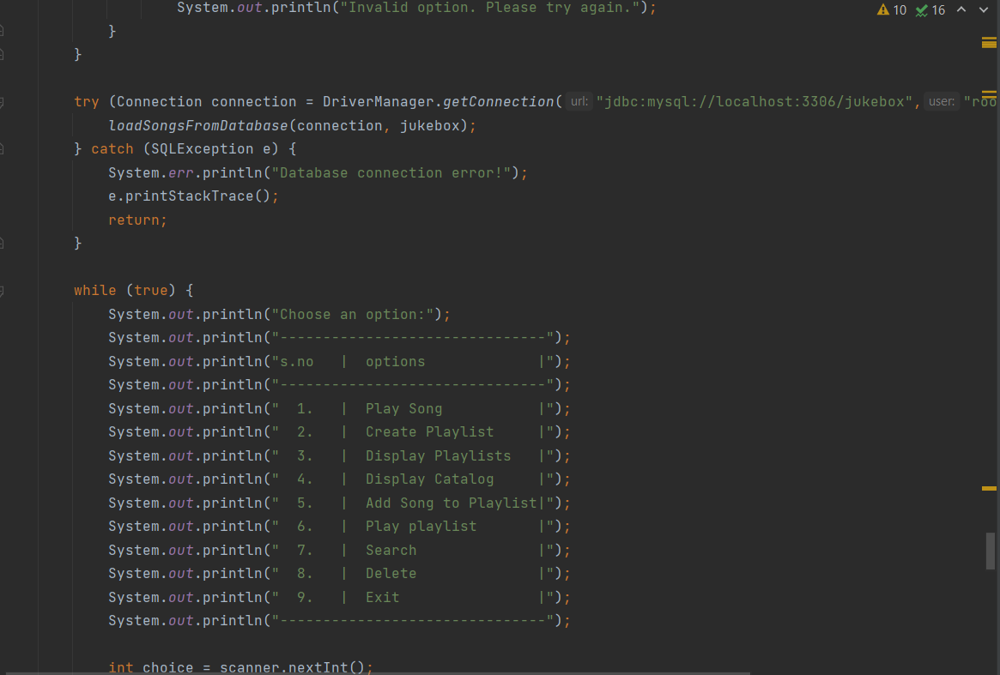 System.out.println("Invalid option. Please try again.");
10 16
}
}
try (Connection connection = DriverManager.getConnection( url: "jdbc:mysql://localhost:3306/jukebox", user: "roo
loadSongsFromDatabase(connection, jukebox);
} catch (SQLException e) {
System.err.println("Database connection error!");
e.printStackTrace();
return;
}
while (true) {
System.out.println("Choose an option:");
System.out.println("-------------------------------");
System.out.println("s.no   |  options             |");
System.out.println("-------------------------------");
System.out.println("  1.   |  Play Song           |");
System.out.println("  2.   |  Create Playlist     |");
System.out.println("  3.   |  Display Playlists   |");
System.out.println("  4.   |  Display Catalog     |");
System.out.println("  5.   |  Add Song to Playlist|");
System.out.println("  6.   |  Play playlist       |");
System.out.println("  7.   |  Search              |");
System.out.println("  8.   |  Delete              |");
System.out.println("  9.   |  Exit                |");
System.out.println("-------------------------------");
int choice = scanner.nextInt();